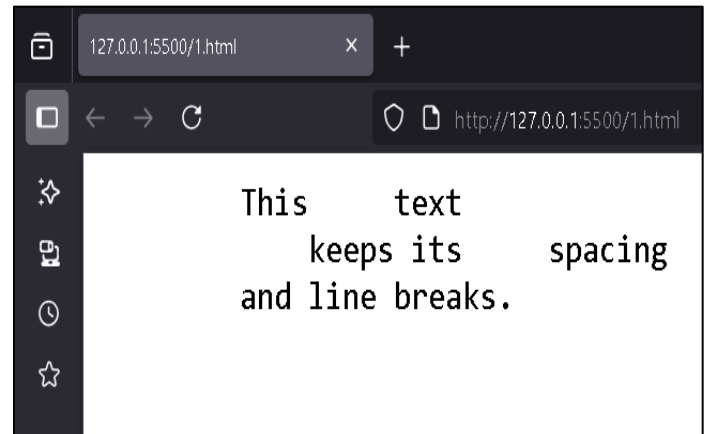 127.0.0.1:5500/1.html
http://127.0.0.1:5500/1.html
This     text
    keeps its     spacing
and line breaks.